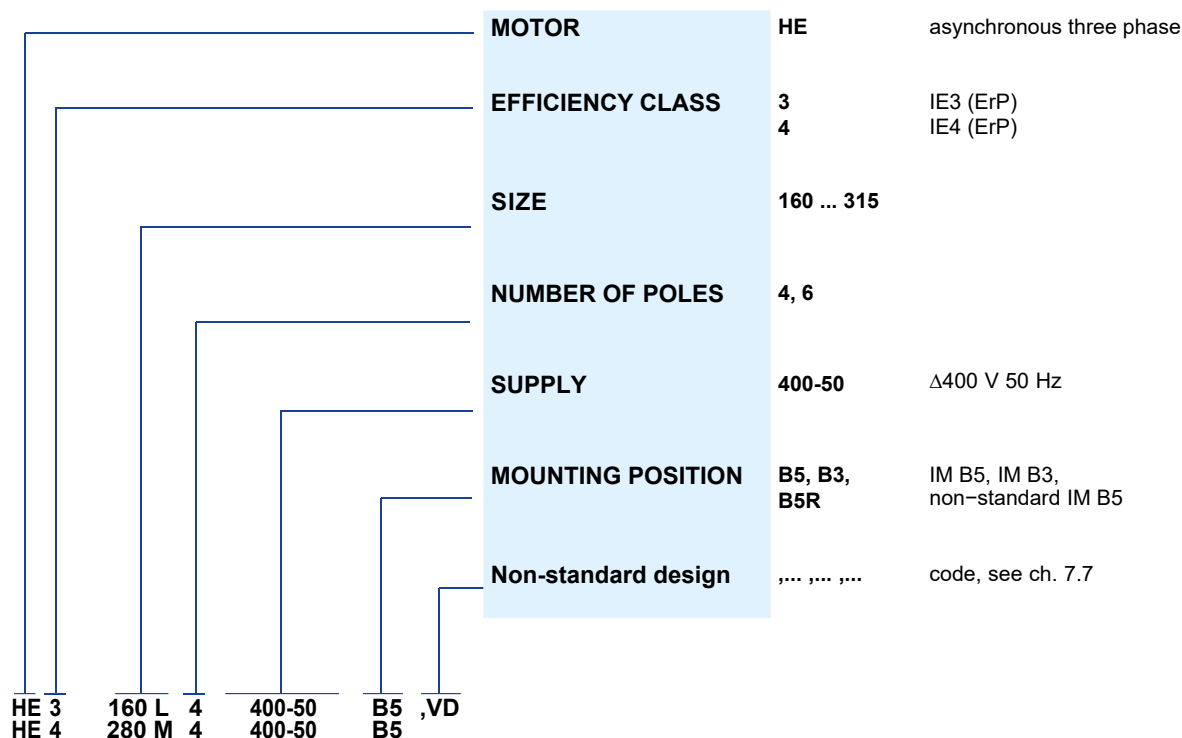 MOTOR HE asynchronous three phase
EFFICIENCY CLASS 3 IE3 (ErP)
4 IE4 (ErP)
SIZE 160 ... 315
NUMBER OF POLES 4, 6
SUPPLY 400-50 Δ400 V 50 Hz
MOUNTING POSITION B5, B3, IM B5, IM B3,
B5R non−standard IM B5
Non-standard design ,... ,... ,... code, see ch. 7.7
HE 3 160 L 4 400-50 B5 ,VD
HE 4 280 M 4 400-50 B5